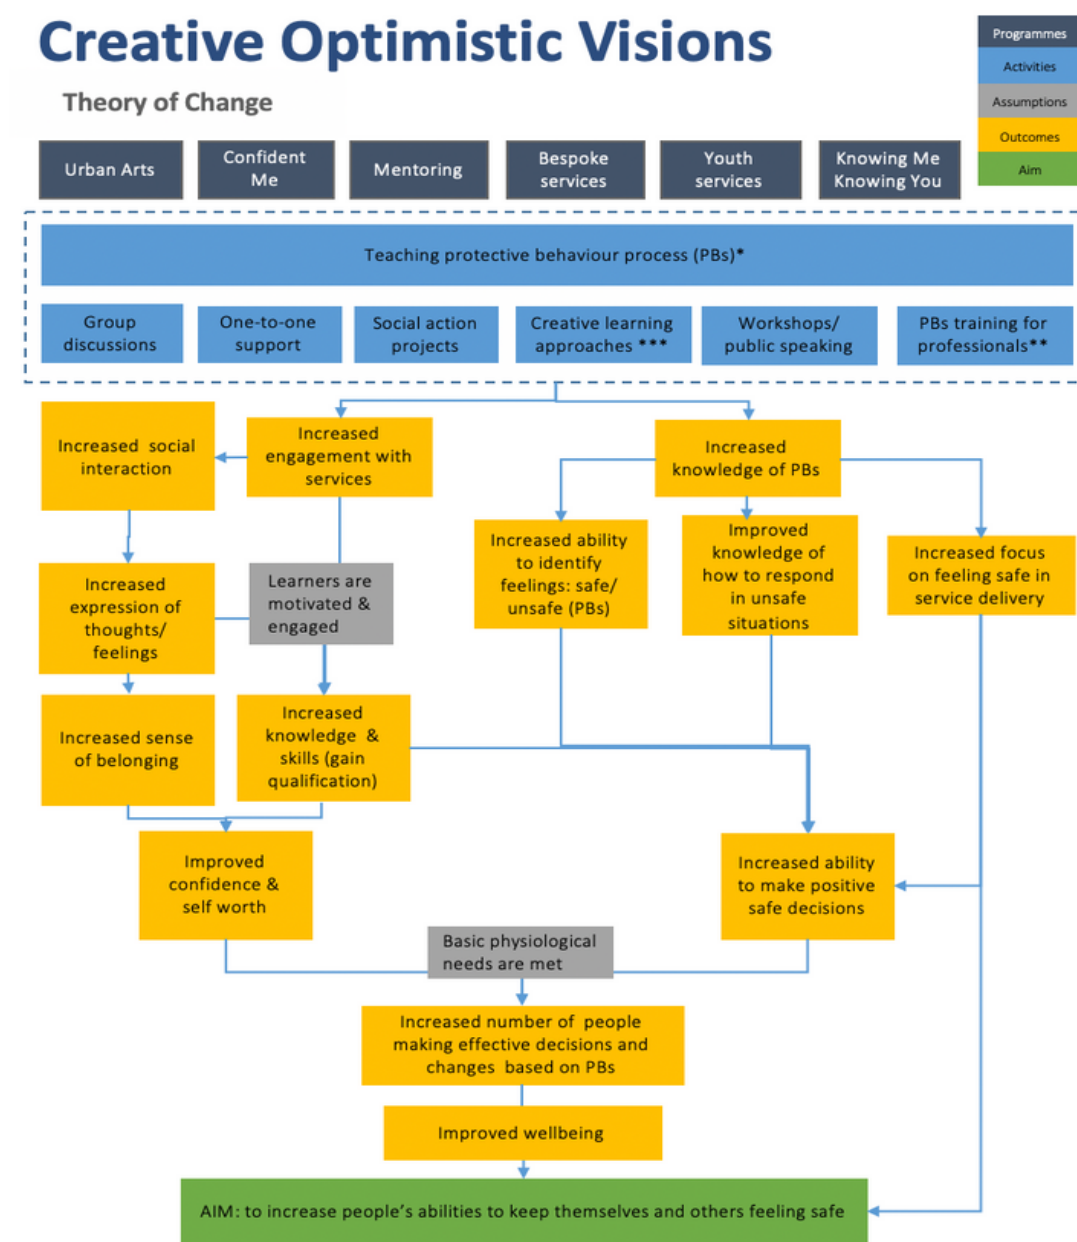 Creative Optimistic Visions
Theory of Change
Programmes
Activities
Assumptions
Outcomes
Aim
Urban Arts
Confident
Me
Mentoring
Bespoke
services
Youth
services
Knowing Me
Knowing You
Teaching protective behaviour process (PBs)*
Group
discussions
One-to-one
support
Social action
projects
Creative learning
approaches ***
Workshops/
public speaking
PBs training for
professionals**
Increased social
interaction
Increased
engagement with
services
Increased
knowledge of PBs
Increased
expression of
thoughts/
feelings
Learners are
motivated &
engaged
Increased ability
to identify
feelings: safe/
unsafe (PBs)
Improved
knowledge of
how to respond
in unsafe
situations
Increased focus
on feeling safe in
service delivery
Increased sense
of belonging
Increased
knowledge &
skills (gain
qualification)
Improved
confidence &
self worth
Increased ability
to make positive
safe decisions
Basic physiological
needs are met
Increased number of people
making effective decisions and
changes based on PBs
Improved wellbeing
AIM: to increase people's abilities to keep themselves and others feeling safe